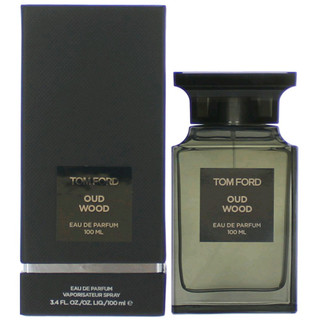 TOM FORD
OUD
WOOD
EAU DE PARFUM
100 ML
EAU DE PARFUM
VAPORISATEUR SPRAY
3.4 FL. OZ./OZ. LIQ/100 ml ℮
TOM FORD
OUD
WOOD
EAU DE PARFUM
100 ML